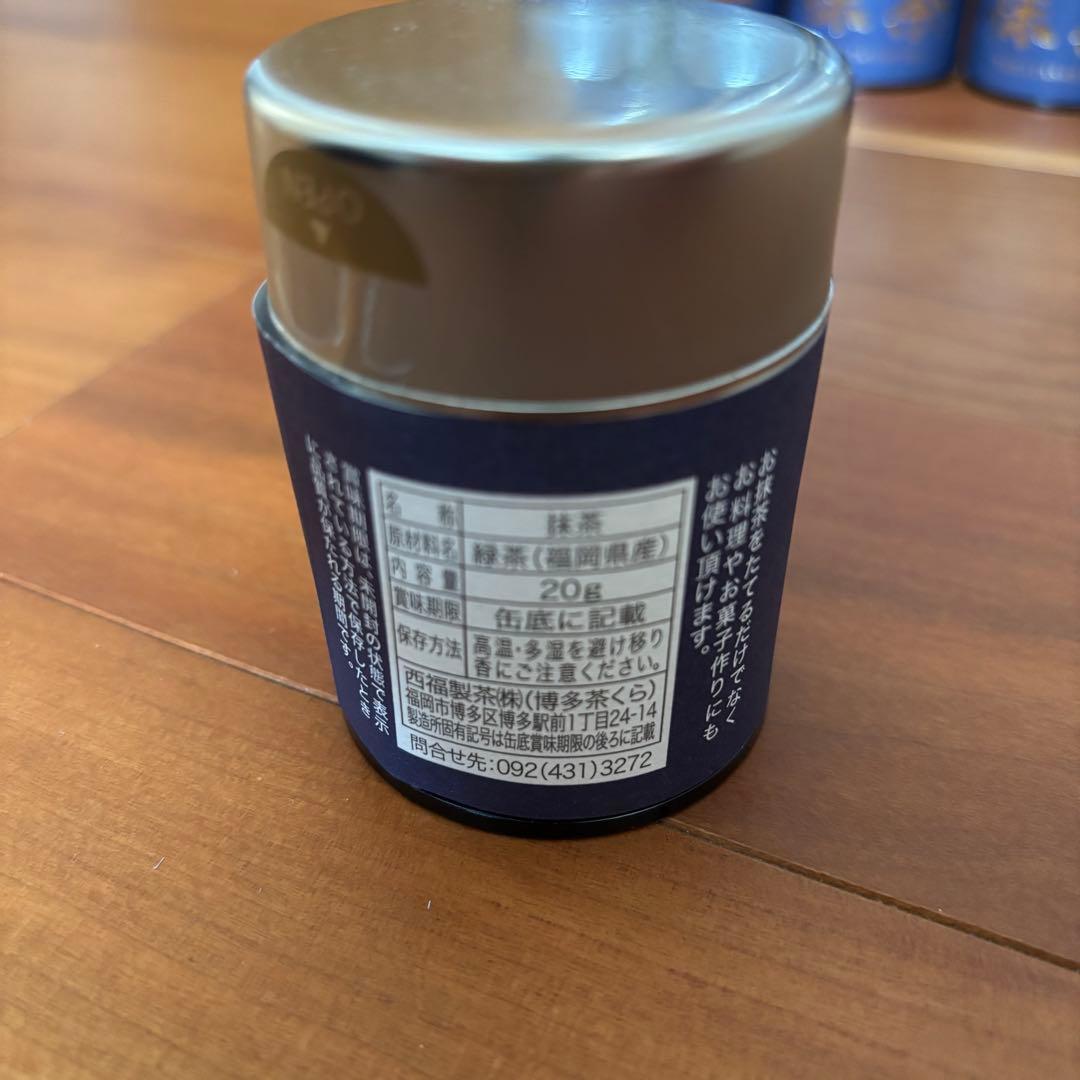 OPEN
お抹茶をたてるだけでなく
お料理やお菓子作りにも
お使い頂けます。
名称 抹茶
原材料名 緑茶(福岡県産)
内容量 20g
賞味期限 缶底に記載
保存方法 高温・多湿を避け移り
香にご注意ください。
西福製茶㈱(博多茶くら)
福岡市博多区博多駅前1丁目24-14
製造所固有記号は缶底賞味期限の後ろに記載
問合せ先:092(431)3272
賞味期限は、未開封の状態で表示
されている方法で保存したとき
に品質が保たれる期間です。